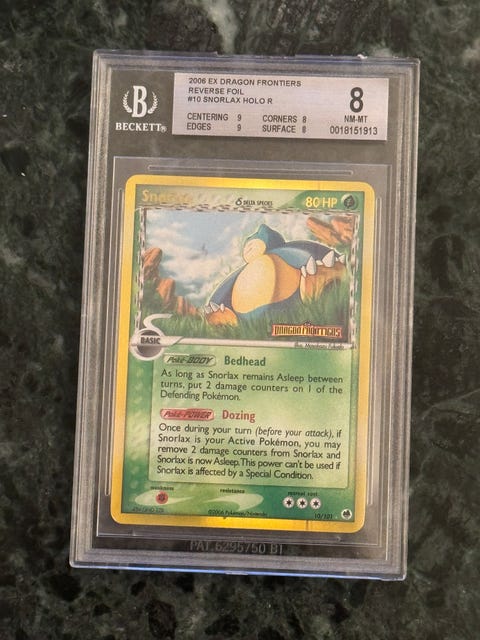 2006 EX DRAGON FRONTIERS
REVERSE FOIL
#10 SNORLAX HOLO R
CENTERING 9 CORNERS 8
EDGES 9 SURFACE 8
8
NM-MT
0018151913
B
BECKETT
Snorlax
δ DELTA SPECIES
80 HP
DRAGON FRONTIERS
BASIC
Poké-BODY Bedhead
As long as Snorlax remains Asleep between
turns, put 2 damage counters on 1 of the
Defending Pokémon.
Poké-POWER Dozing
Once during your turn (before your attack), if
Snorlax is your Active Pokémon, you may
remove 2 damage counters from Snorlax and
Snorlax is now Asleep. This power can't be used if
Snorlax is affected by a Special Condition.
weakness resistance retreat cost
©2006 Pokémon/Nintendo
10/101